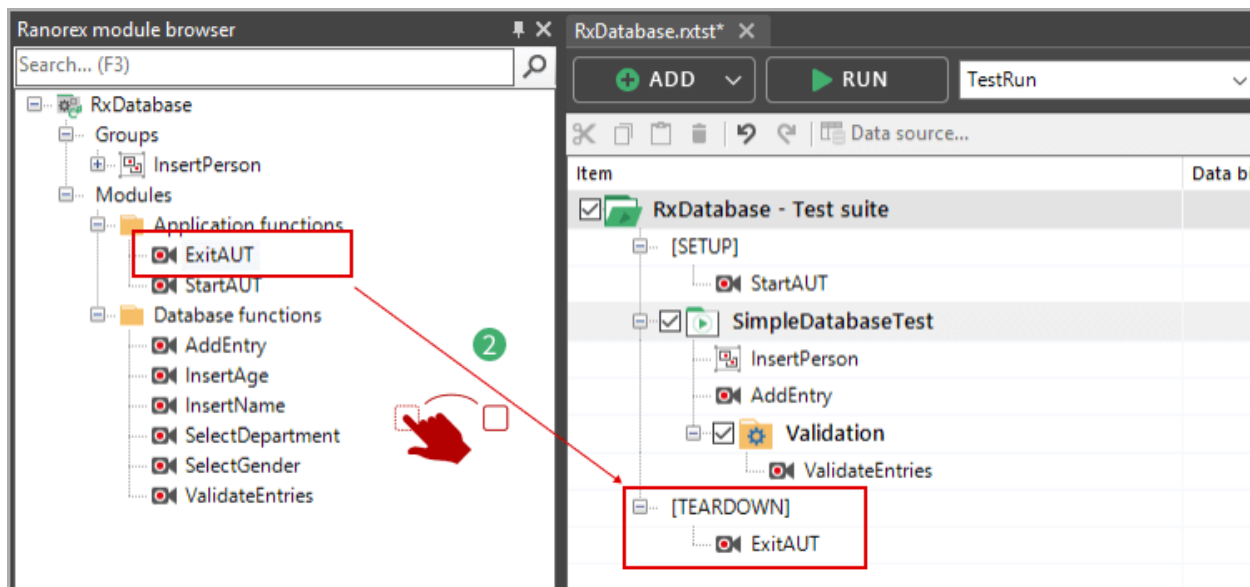 Ranorex module browser
Search... (F3)
RxDatabase
Groups
InsertPerson
Modules
Application functions
ExitAUT
StartAUT
Database functions
AddEntry
InsertAge
InsertName
SelectDepartment
SelectGender
ValidateEntries
2
RxDatabase.rxtst*
ADD
RUN
TestRun
Data source...
Item
Data bi
RxDatabase - Test suite
[SETUP]
StartAUT
SimpleDatabaseTest
InsertPerson
AddEntry
Validation
ValidateEntries
[TEARDOWN]
ExitAUT